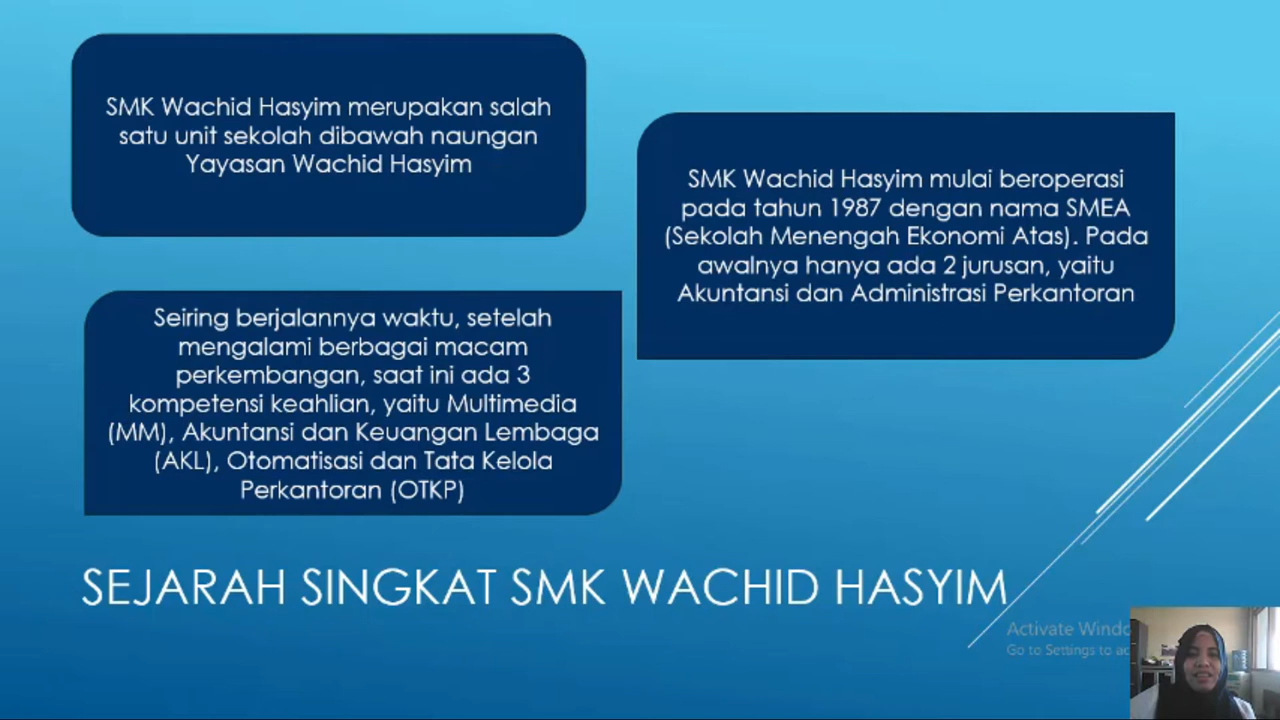 SMK Wachid Hasyim merupakan salah
satu unit sekolah dibawah naungan
Yayasan Wachid Hasyim
SMK Wachid Hasyim mulai beroperasi
pada tahun 1987 dengan nama SMEA
(Sekolah Menengah Ekonomi Atas). Pada
awalnya hanya ada 2 jurusan, yaitu
Akuntansi dan Administrasi Perkantoran
Seiring berjalannya waktu, setelah
mengalami berbagai macam
perkembangan, saat ini ada 3
kompetensi keahlian, yaitu Multimedia
(MM), Akuntansi dan Keuangan Lembaga
(AKL), Otomatisasi dan Tata Kelola
Perkantoran (OTKP)
SEJARAH SINGKAT SMK WACHID HASYIM
Activate Windo
Go to Settings to ac